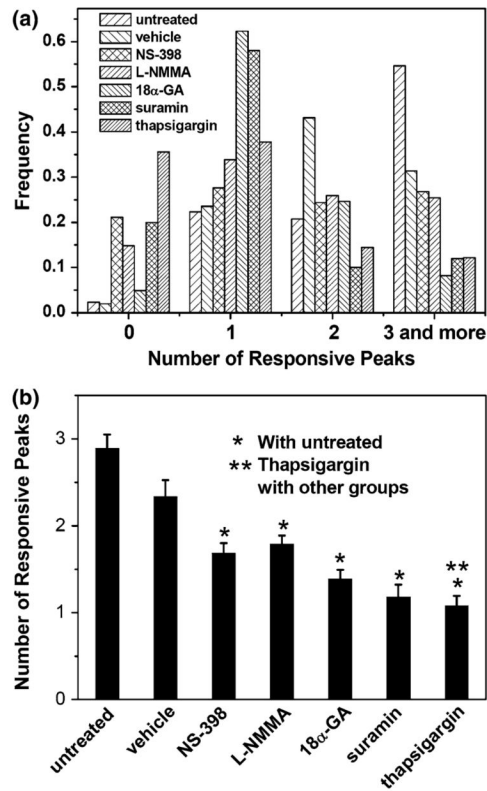 (a)
untreated
vehicle
NS-398
L-NMMA
18α-GA
suramin
thapsigargin
Frequency
0.6
0.5
0.4
0.3
0.2
0.1
0.0
0 1 2 3 and more
Number of Responsive Peaks
(b)
Number of Responsive Peaks
3
2
1
0
* With untreated
** Thapsigargin
with other groups
* * * * ** *
untreated vehicle NS-398 L-NMMA 18α-GA suramin thapsigargin